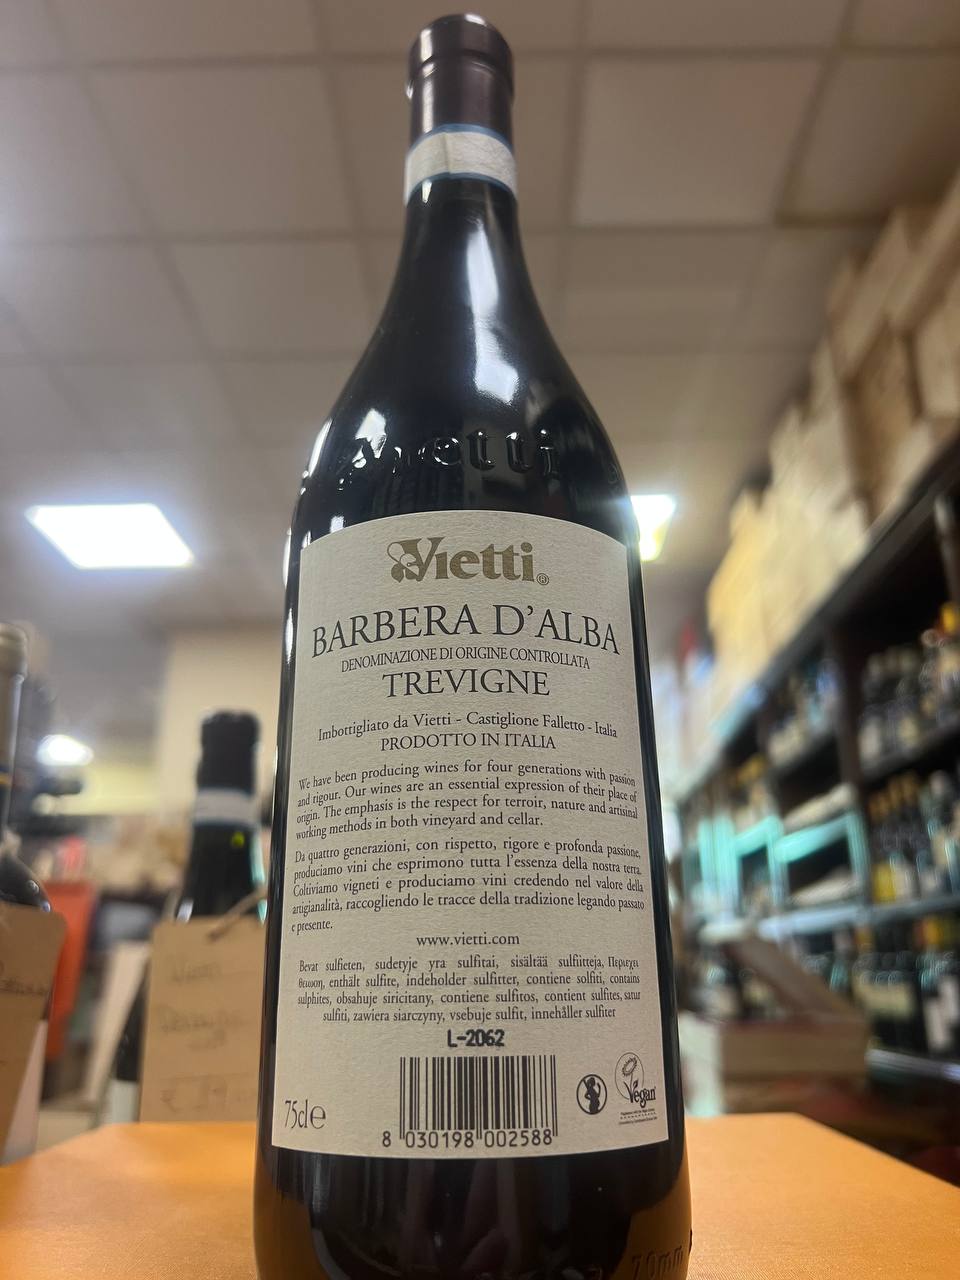 Vietti
Vietti®
BARBERA D'ALBA
DENOMINAZIONE DI ORIGINE CONTROLLATA
TREVIGNE
Imbottigliato da Vietti - Castiglione Falletto - Italia
PRODOTTO IN ITALIA
We have been producing wines for four generations with passion
and rigour. Our wines are an essential expression of their place of
origin. The emphasis is the respect for terroir, nature and artisinal
working methods in both vineyard and cellar.
Da quattro generazioni, con rispetto, rigore e profonda passione,
produciamo vini che esprimono tutta l'essenza della nostra terra.
Coltiviamo vigneti e produciamo vini credendo nel valore della
artigianalità, raccogliendo le tracce della tradizione legando passato
e presente.
www.vietti.com
Bevat sulfieten, sudetyje yra sulfitai, sisältää sulfiitteja, Περιεχει
θειωση, enthält sulfite, indeholder sulfitter, contiene solfiti, contains
sulphites, obsahuje siricitany, contiene sulfitos, contient sulfites, satur
sulfiti, zawiera siarczyny, vsebuje sulfit, innehåller sulfiter
L-2062
75cl e
8 030198 002588
Vegan
70mm